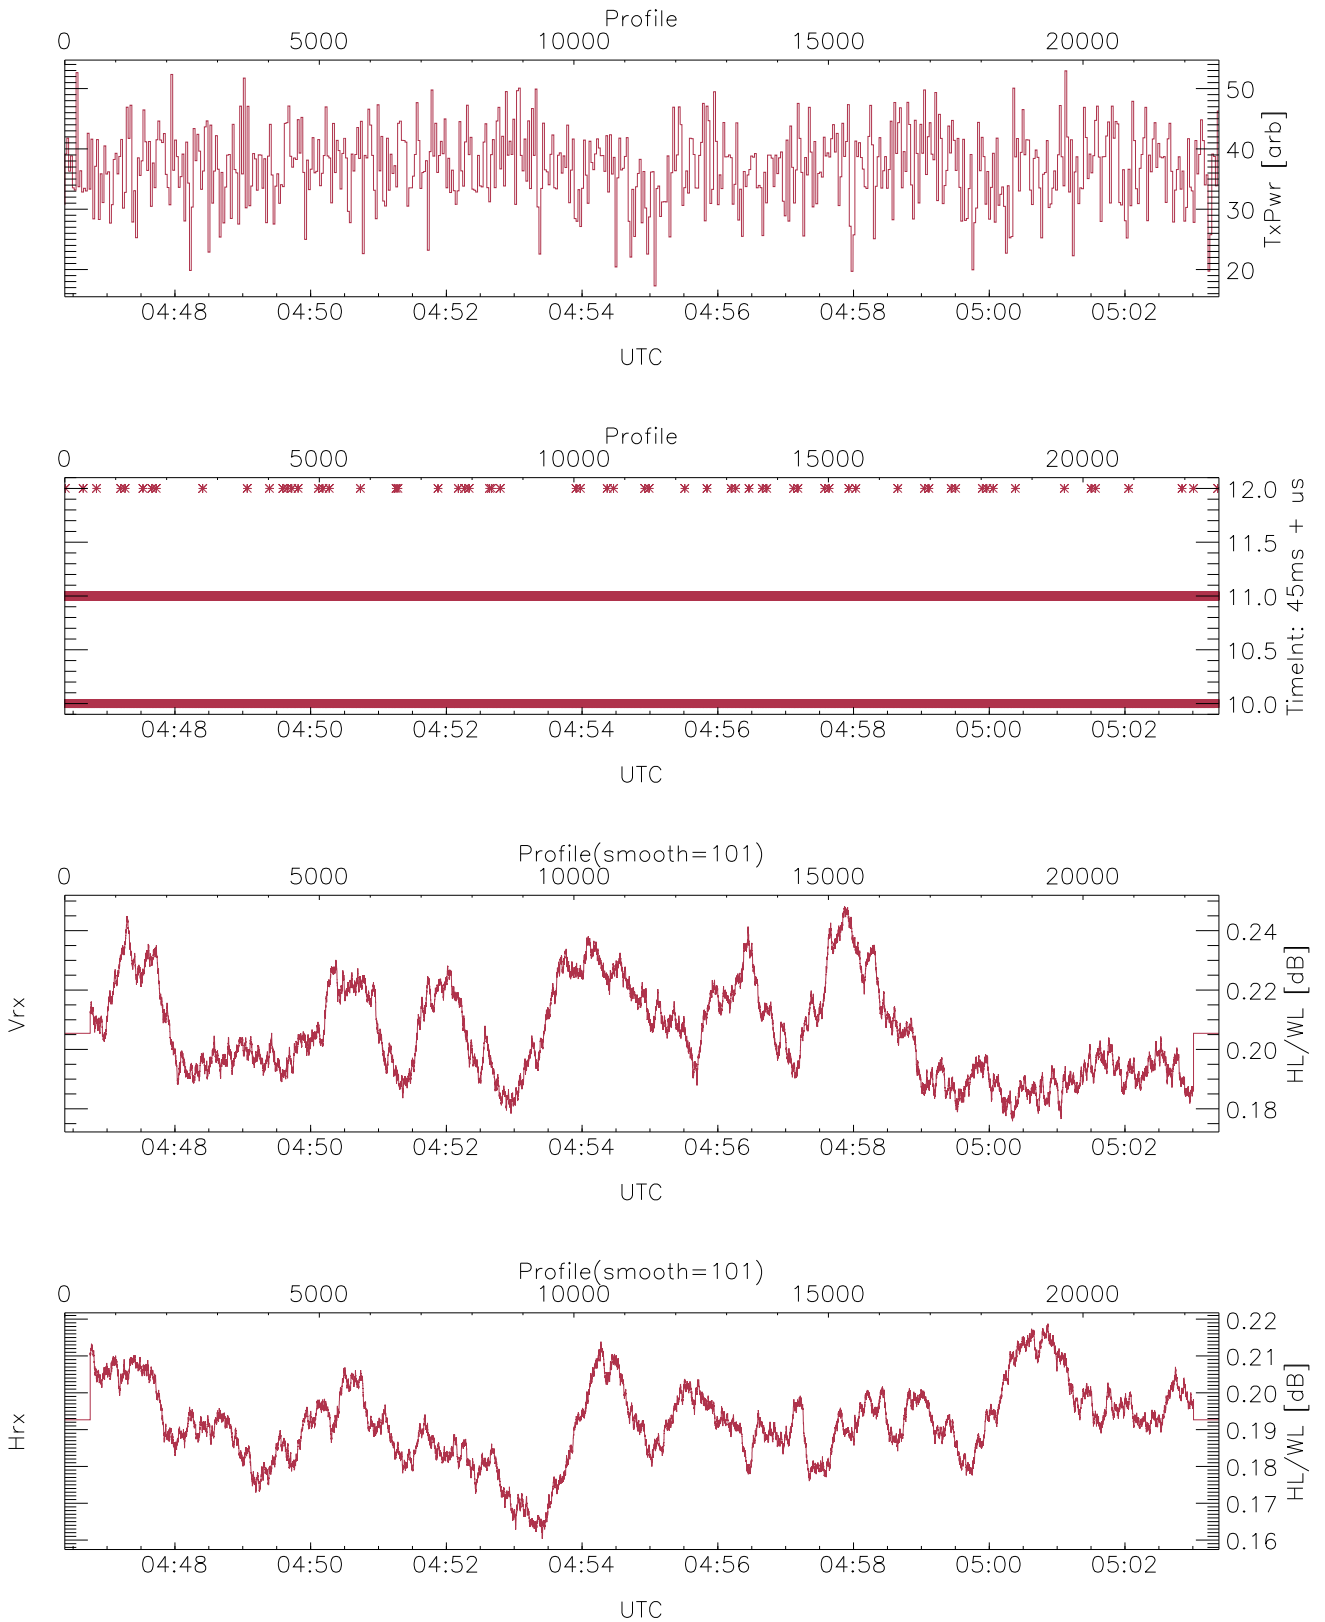 Profile
0 5000 10000 15000 20000
50
40
30
20
TxPwr [arb]
04:48 04:50 04:52 04:54 04:56 04:58 05:00 05:02
UTC
Profile
0 5000 10000 15000 20000
12.0
11.5
11.0
10.5
10.0
TimeInt: 45ms + us
04:48 04:50 04:52 04:54 04:56 04:58 05:00 05:02
UTC
Profile(smooth=101)
0 5000 10000 15000 20000
Vrx
0.24
0.22
0.20
0.18
HL/WL [dB]
04:48 04:50 04:52 04:54 04:56 04:58 05:00 05:02
UTC
Profile(smooth=101)
0 5000 10000 15000 20000
Hrx
0.22
0.21
0.20
0.19
0.18
0.17
0.16
HL/WL [dB]
04:48 04:50 04:52 04:54 04:56 04:58 05:00 05:02
UTC